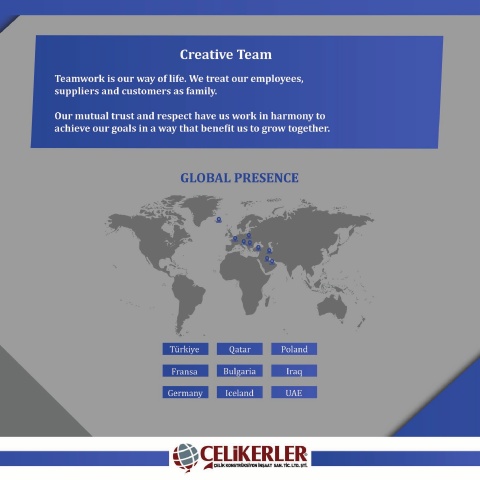 Creative Team
Teamwork is our way of life. We treat our employees,
suppliers and customers as family.
Our mutual trust and respect have us work in harmony to
achieve our goals in a way that benefit us to grow together.
GLOBAL PRESENCE
Türkiye Qatar Poland
Fransa Bulgaria Iraq
Germany Iceland UAE
ÇELİKERLER
ÇELİK KONSTRÜKSİYON İNŞAAT SAN. TİC. LTD. ŞTİ.